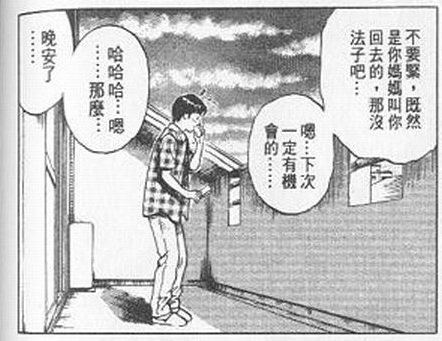 不要緊，既然
是你媽媽叫你
回去的，那沒
法子吧…
嗯…下次
一定有機
會的……
哈哈哈…嗯
……那麼…
晚安了
……